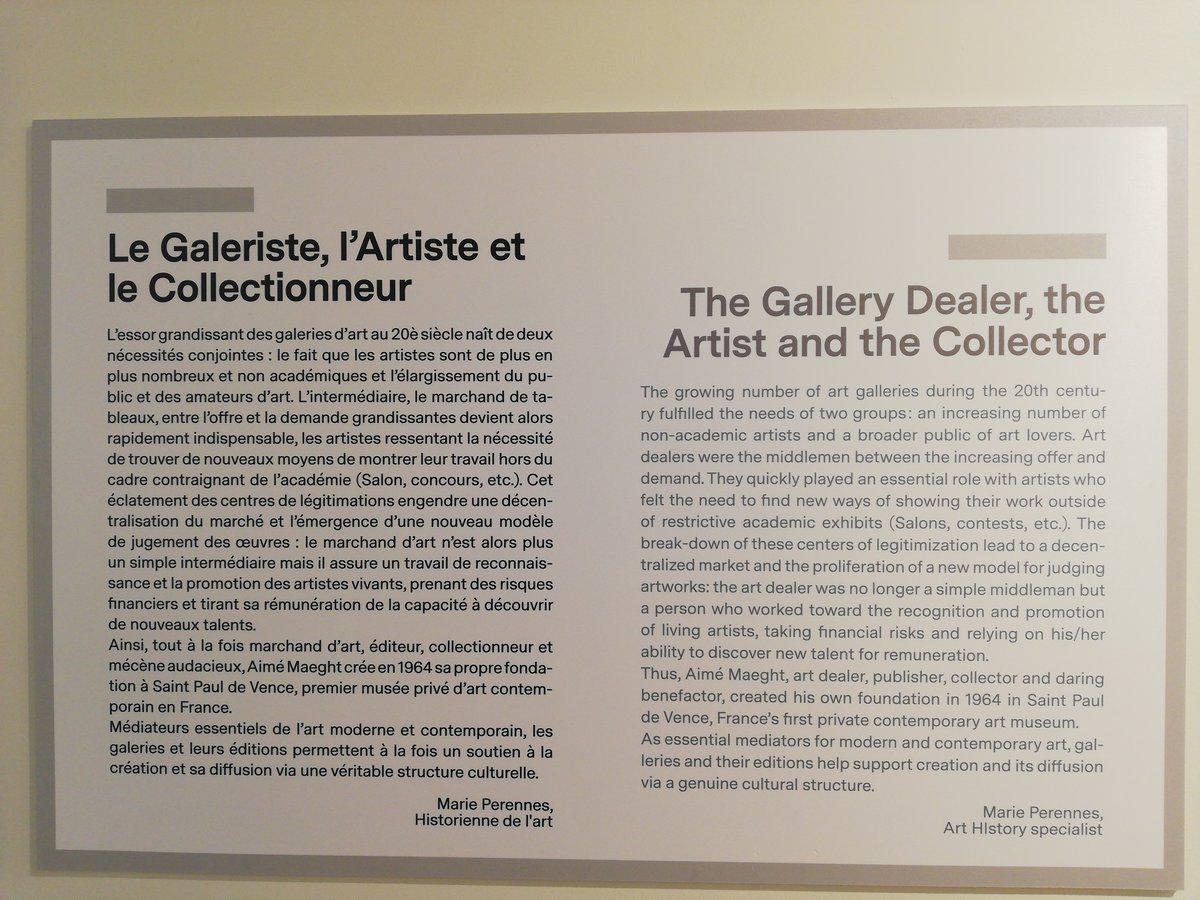 Le Galeriste, l'Artiste et
le Collectionneur
L'essor grandissant des galeries d'art au 20è siècle naît de deux
nécessités conjointes : le fait que les artistes sont de plus en
plus nombreux et non académiques et l'élargissement du pu-
blic et des amateurs d'art. L'intermédiaire, le marchand de ta-
bleaux, entre l'offre et la demande grandissantes devient alors
rapidement indispensable, les artistes ressentant la nécessité
de trouver de nouveaux moyens de montrer leur travail hors du
cadre contraignant de l'académie (Salon, concours, etc.). Cet
éclatement des centres de légitimations engendre une décen-
tralisation du marché et l'émergence d'une nouveau modèle
de jugement des œuvres : le marchand d'art n'est alors plus
un simple intermédiaire mais il assure un travail de reconnais-
sance et la promotion des artistes vivants, prenant des risques
financiers et tirant sa rémunération de la capacité à découvrir
de nouveaux talents.
Ainsi, tout à la fois marchand d'art, éditeur, collectionneur et
mécène audacieux, Aimé Maeght crée en 1964 sa propre fonda-
tion à Saint Paul de Vence, premier musée privé d'art contem-
porain en France.
Médiateurs essentiels de l'art moderne et contemporain, les
galeries et leurs éditions permettent à la fois un soutien à la
création et sa diffusion via une véritable structure culturelle.
Marie Perennes,
Historienne de l'art
The Gallery Dealer, the
Artist and the Collector
The growing number of art galleries during the 20th centu-
ry fulfilled the needs of two groups: an increasing number of
non-academic artists and a broader public of art lovers. Art
dealers were the middlemen between the increasing offer and
demand. They quickly played an essential role with artists who
felt the need to find new ways of showing their work outside
of restrictive academic exhibits (Salons, contests, etc.). The
break-down of these centers of legitimization lead to a decen-
tralized market and the proliferation of a new model for judging
artworks: the art dealer was no longer a simple middleman but
a person who worked toward the recognition and promotion
of living artists, taking financial risks and relying on his/her
ability to discover new talent for remuneration.
Thus, Aimé Maeght, art dealer, publisher, collector and daring
benefactor, created his own foundation in 1964 in Saint Paul
de Vence, France's first private contemporary art museum.
As essential mediators for modern and contemporary art, gal-
leries and their editions help support creation and its diffusion
via a genuine cultural structure.
Marie Perennes,
Art HIstory specialist